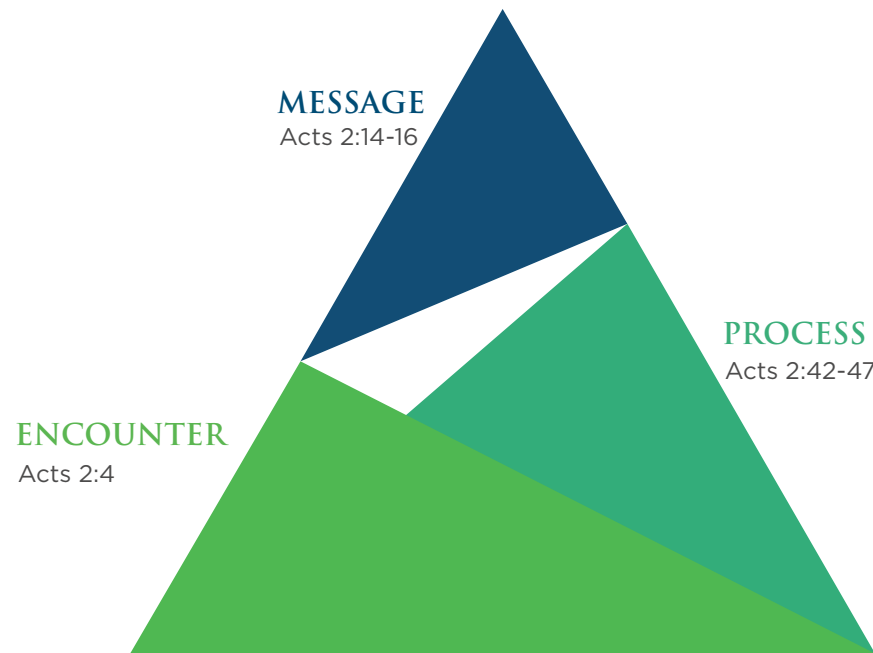 MESSAGE
Acts 2:14-16
PROCESS
Acts 2:42-47
ENCOUNTER
Acts 2:4